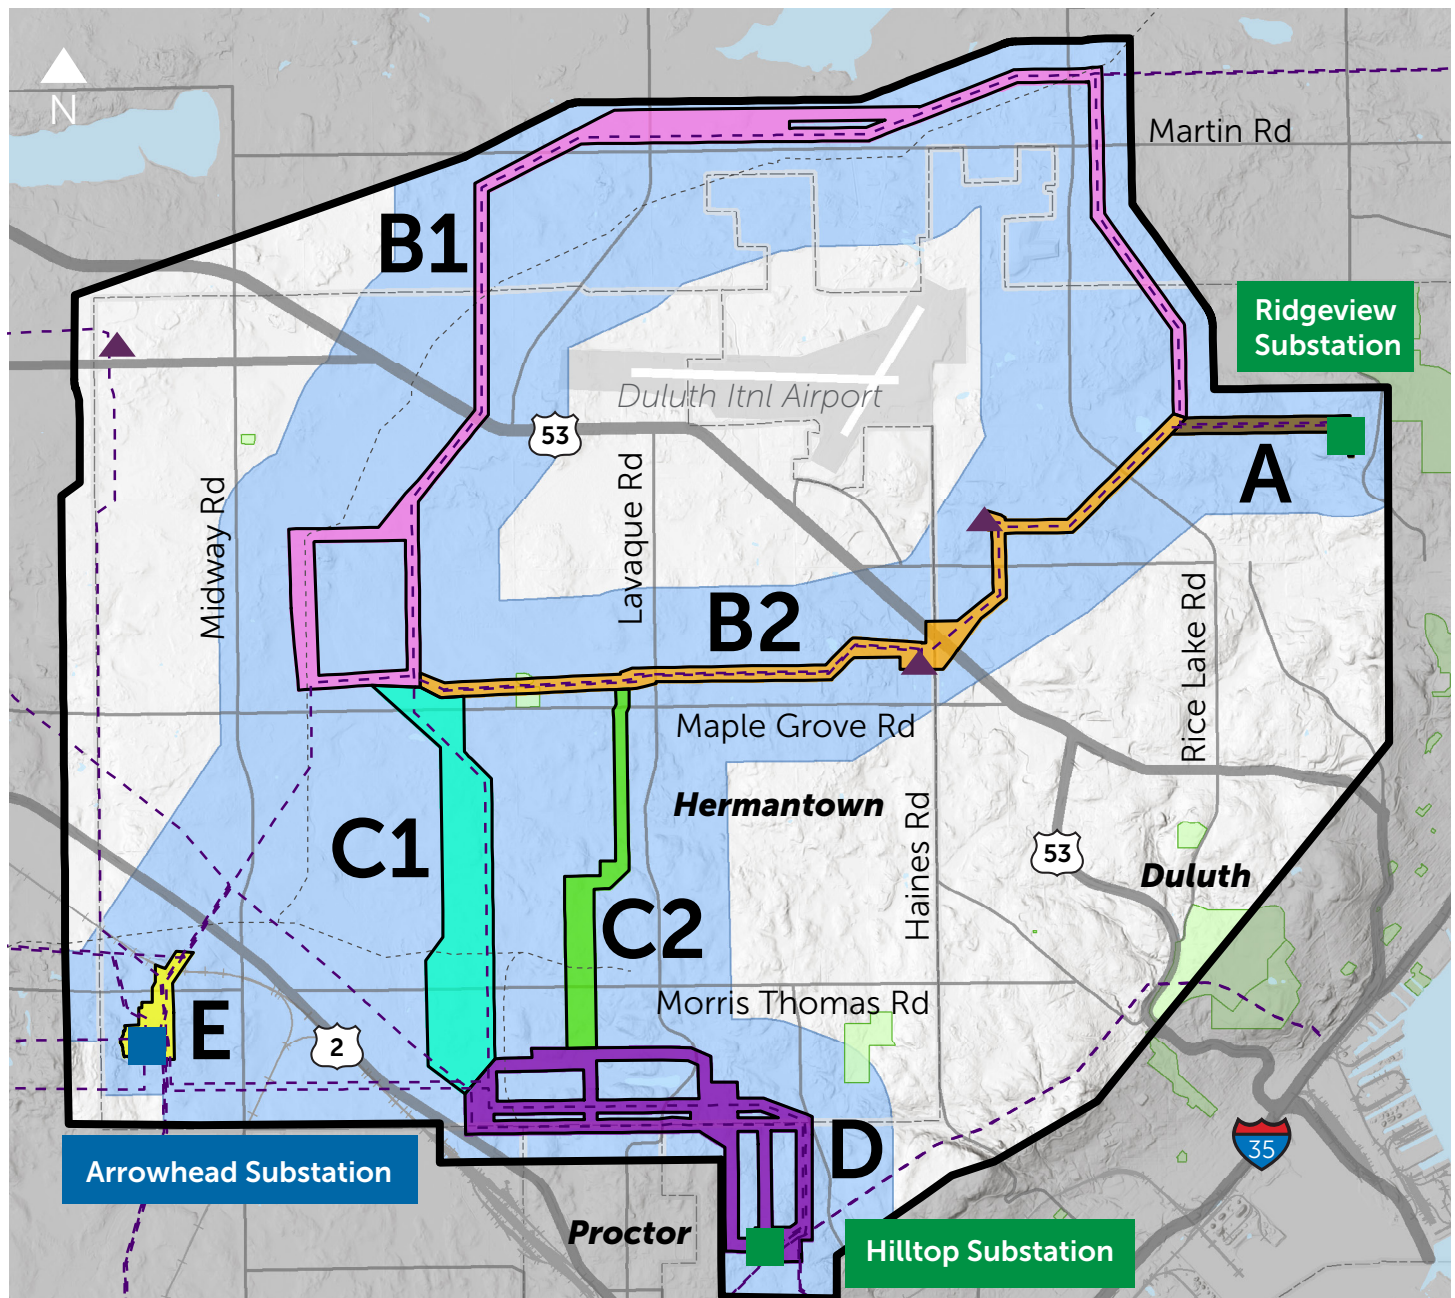 N
Martin Rd
B1
Ridgeview
Substation
Duluth Itnl Airport
53
A
Midway Rd
Lavaque Rd
B2
Rice Lake Rd
Maple Grove Rd
Hermantown
Haines Rd
C1
53
Duluth
C2
Morris Thomas Rd
E
2
D
35
Arrowhead Substation
Proctor
Hilltop Substation